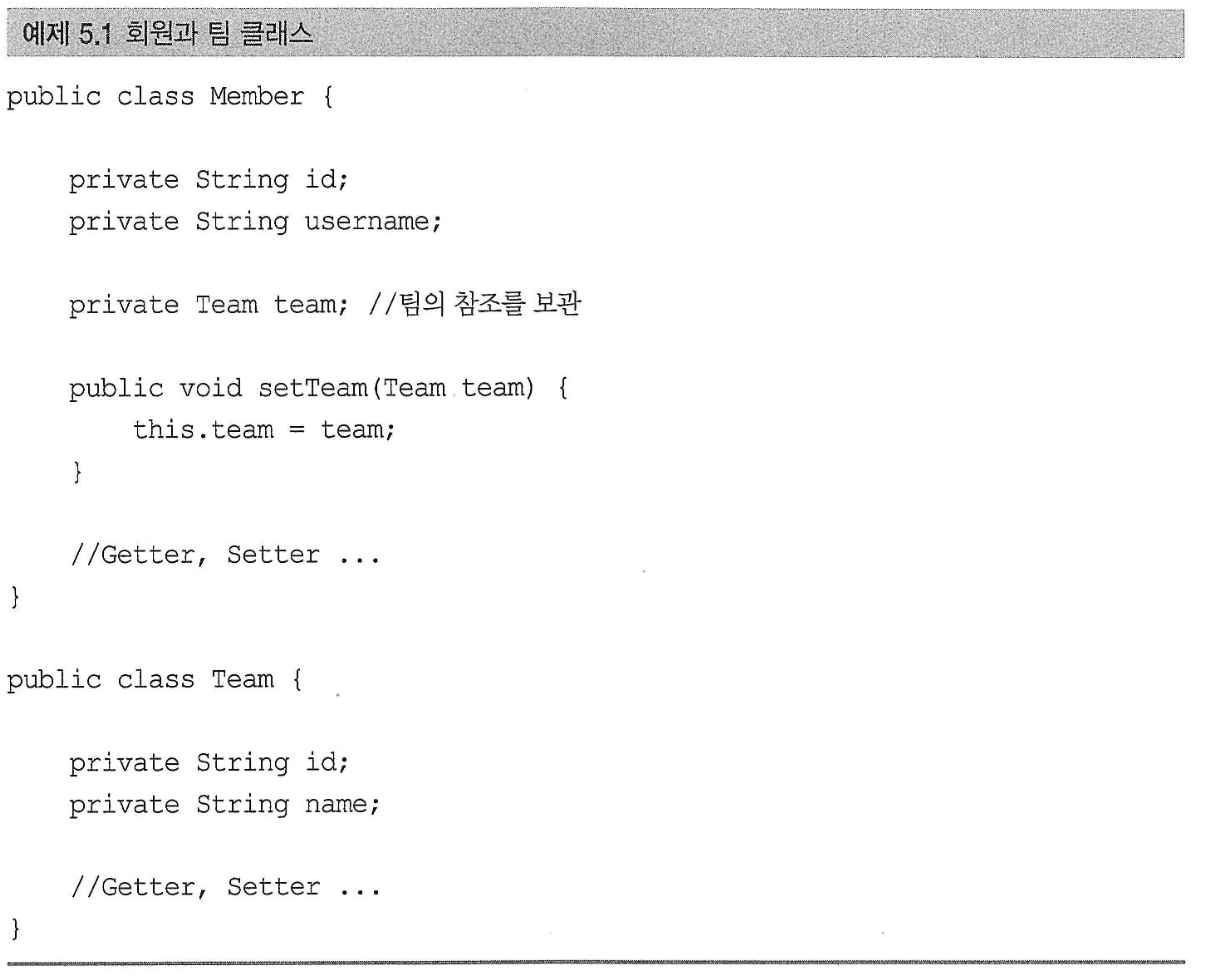 예제 5.1 회원과 팀 클래스
public class Member {
    private String id;
    private String username;
    private Team team; //팀의 참조를 보관
    public void setTeam(Team team) {
        this.team = team;
    }
    //Getter, Setter ...
}
public class Team {
    private String id;
    private String name;
    //Getter, Setter ...
}